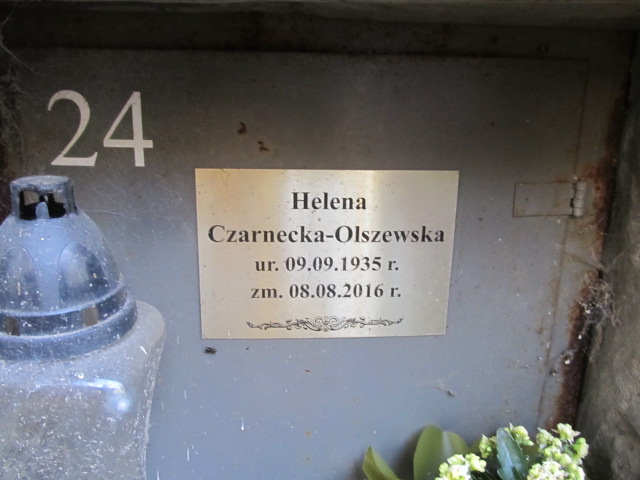 24
Helena
Czarnecka-Olszewska
ur. 09.09.1935 r.
zm. 08.08.2016 r.